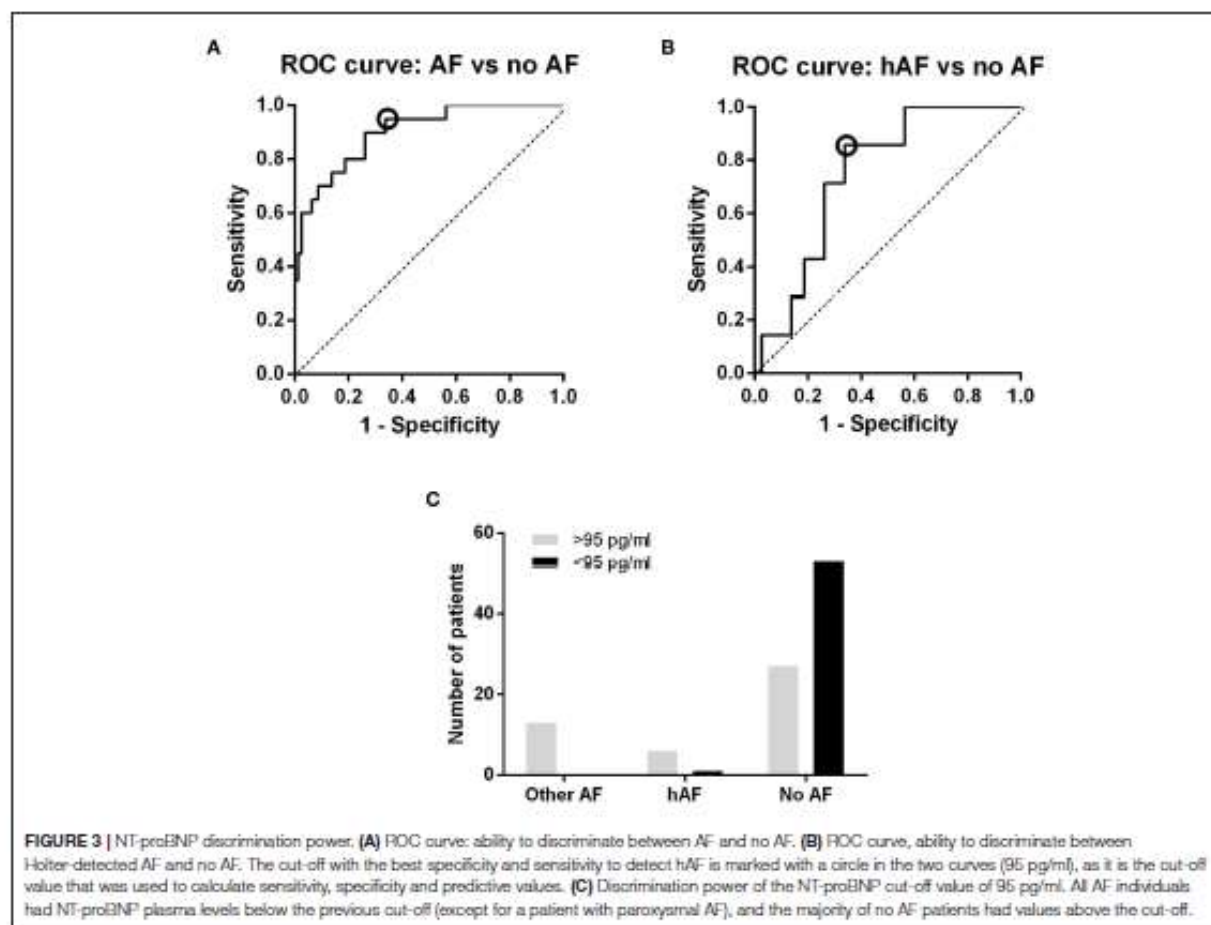 A
ROC curve: AF vs no AF
1.0
0.8
0.6
0.4
0.2
0.0
Sensitivity
0.0 0.2 0.4 0.6 0.8 1.0
1 - Specificity
B
ROC curve: hAF vs no AF
1.0
0.8
0.6
0.4
0.2
0.0
Sensitivity
0.0 0.2 0.4 0.6 0.8 1.0
1 - Specificity
C
60
40
20
0
Number of patients
>95 pg/ml
<95 pg/ml
Other AF hAF No AF
FIGURE 3 | NT-proBNP discrimination power. (A) ROC curve: ability to discriminate between AF and no AF. (B) ROC curve, ability to discriminate between
Holter-detected AF and no AF. The cut-off with the best specificity and sensitivity to detect hAF is marked with a circle in the two curves (95 pg/ml), as it is the cut-off
value that was used to calculate sensitivity, specificity and predictive values. (C) Discrimination power of the NT-proBNP cut-off value of 95 pg/ml. All AF individuals
had NT-proBNP plasma levels below the previous cut-off (except for a patient with paroxysmal AF), and the majority of no AF patients had values above the cut-off.